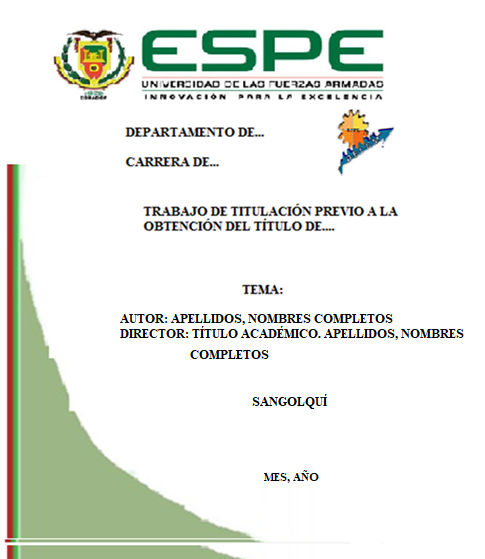 ESPE
UNIVERSIDAD DE LAS FUERZAS ARMADAS
INNOVACIÓN PARA LA EXCELENCIA
DEPARTAMENTO DE...
CARRERA DE...
TRABAJO DE TITULACIÓN PREVIO A LA
OBTENCIÓN DEL TÍTULO DE....
TEMA:
AUTOR: APELLIDOS, NOMBRES COMPLETOS
DIRECTOR: TÍTULO ACADÉMICO. APELLIDOS, NOMBRES
COMPLETOS
SANGOLQUÍ
MES, AÑO